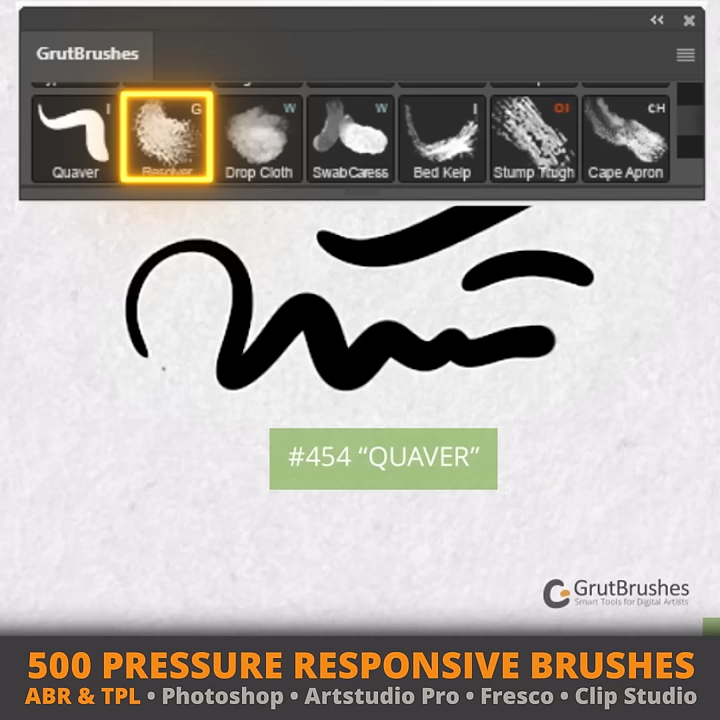 GrutBrushes
I G W W I OI CH
Quaver Resolver Drop Cloth SwabCaress Bed Kelp Stump Trugh Cape Apron
#454 “QUAVER”
GrutBrushes
Smart Tools for Digital Artists
500 PRESSURE RESPONSIVE BRUSHES
ABR & TPL • Photoshop • Artstudio Pro • Fresco • Clip Studio